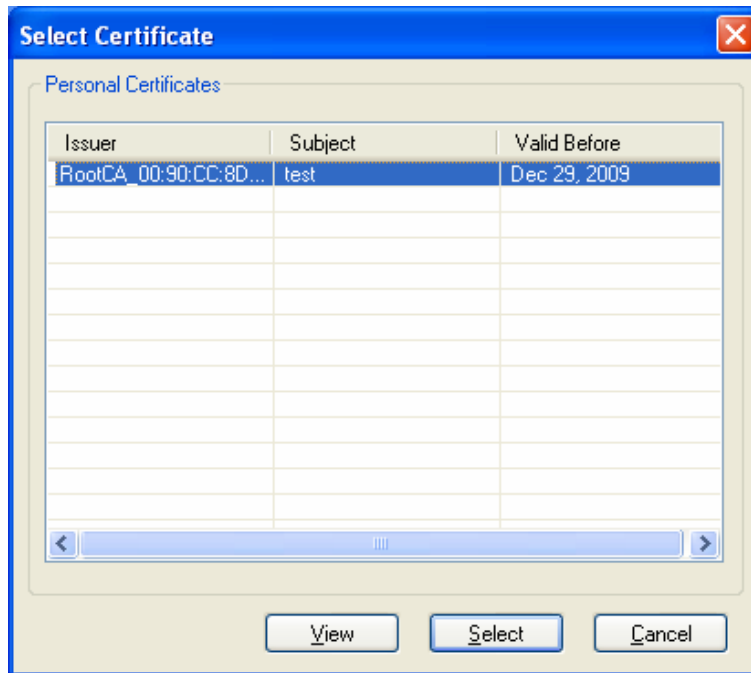 Select Certificate
Personal Certificates
Issuer Subject Valid Before
RootCA_00:90:CC:8D... test Dec 29, 2009
View Select Cancel